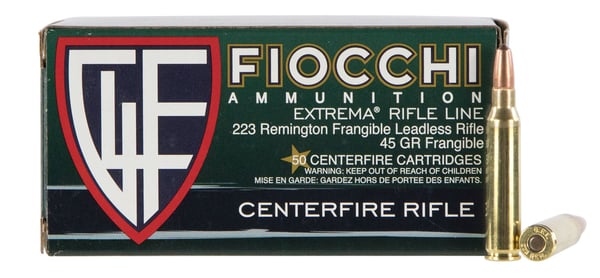 GLF
FIOCCHI
AMMUNITION
EXTREMA® RIFLE LINE
223 Remington Frangible Leadless Rifle
45 GR Frangible
50 CENTERFIRE CARTRIDGES
WARNING: KEEP OUT OF REACH OF CHILDREN
MISE EN GARDE: GARDEZ HORS DE PORTEE DES ENFANTS.
CENTERFIRE RIFLE
G.F.L.